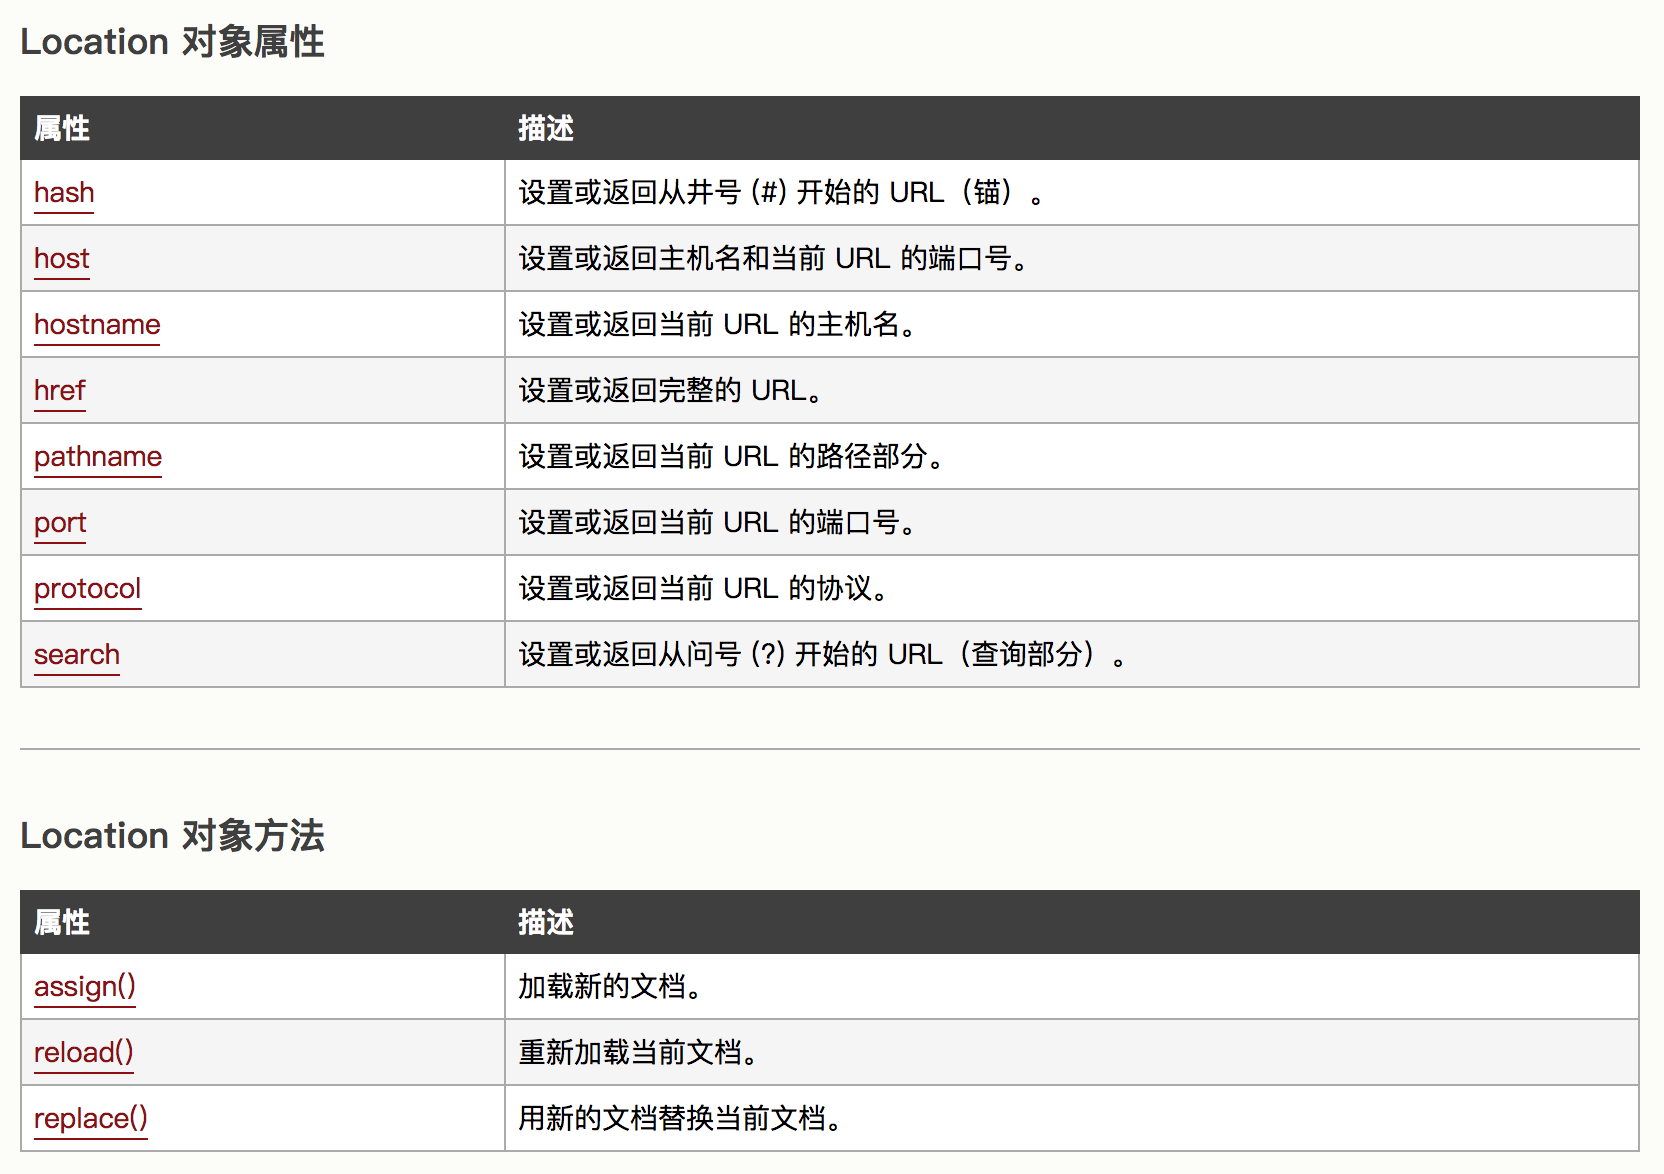 Location 对象属性
属性 描述
hash 设置或返回从井号 (#) 开始的 URL（锚）。
host 设置或返回主机名和当前 URL 的端口号。
hostname 设置或返回当前 URL 的主机名。
href 设置或返回完整的 URL。
pathname 设置或返回当前 URL 的路径部分。
port 设置或返回当前 URL 的端口号。
protocol 设置或返回当前 URL 的协议。
search 设置或返回从问号 (?) 开始的 URL（查询部分）。
Location 对象方法
属性 描述
assign() 加载新的文档。
reload() 重新加载当前文档。
replace() 用新的文档替换当前文档。